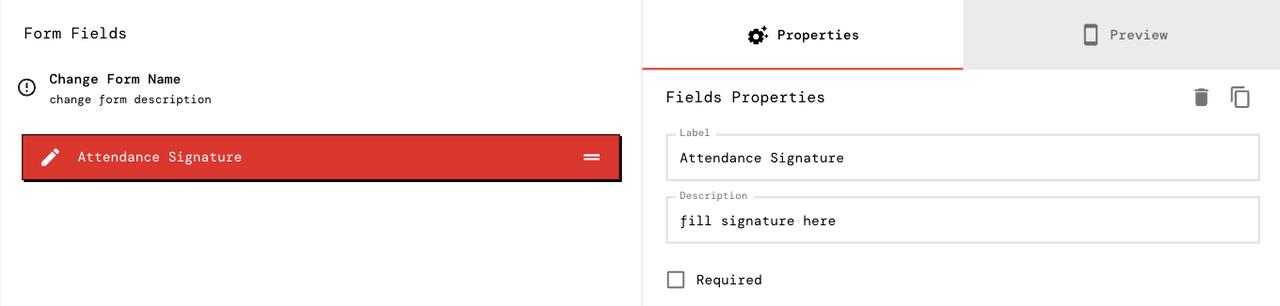 Form Fields
Change Form Name
change form description
Attendance Signature
Properties
Preview
Fields Properties
Label
Attendance Signature
Description
fill signature here
Required